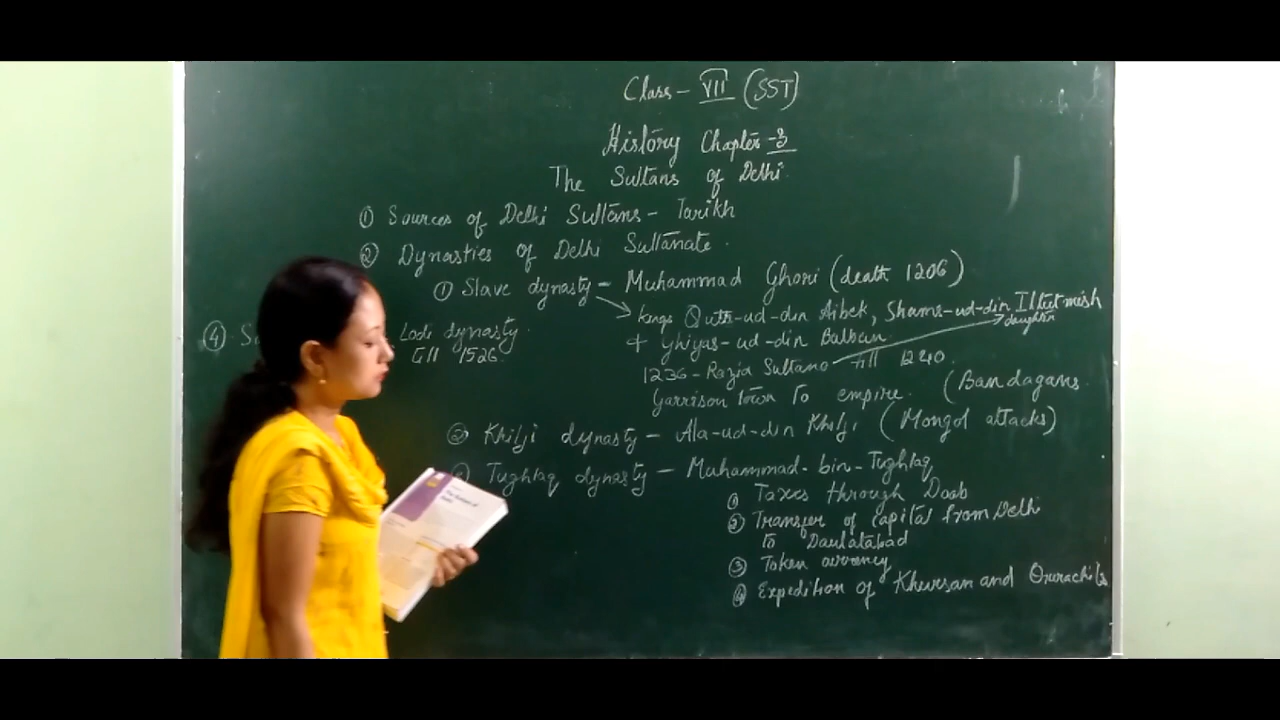 Class - VII (SST)
History Chapter - 3
The Sultans of Delhi
① Sources of Delhi Sultans - Tarikh
② Dynasties of Delhi Sultanate.
① Slave dynasty - Muhammad Ghori (death 1206)
kings Qutb-ud-din Aibek, Shams-ud-din Iltutmish
+ Ghiyas-ud-din Balban
daughter
1236 - Razia Sultana till 1240.
Garrison town to empire. (Bandagans
② Khilji dynasty - Ala-ud-din Khilji (Mongol attacks)
Tughlaq dynasty - Muhammad-bin-Tughlaq
① Taxes through Doab
② Transfer of capital from Delhi
to Daulatabad
③ Token
④ Expedition of and
④ Lodi dynasty
till 1526.
The Sultans of Delhi